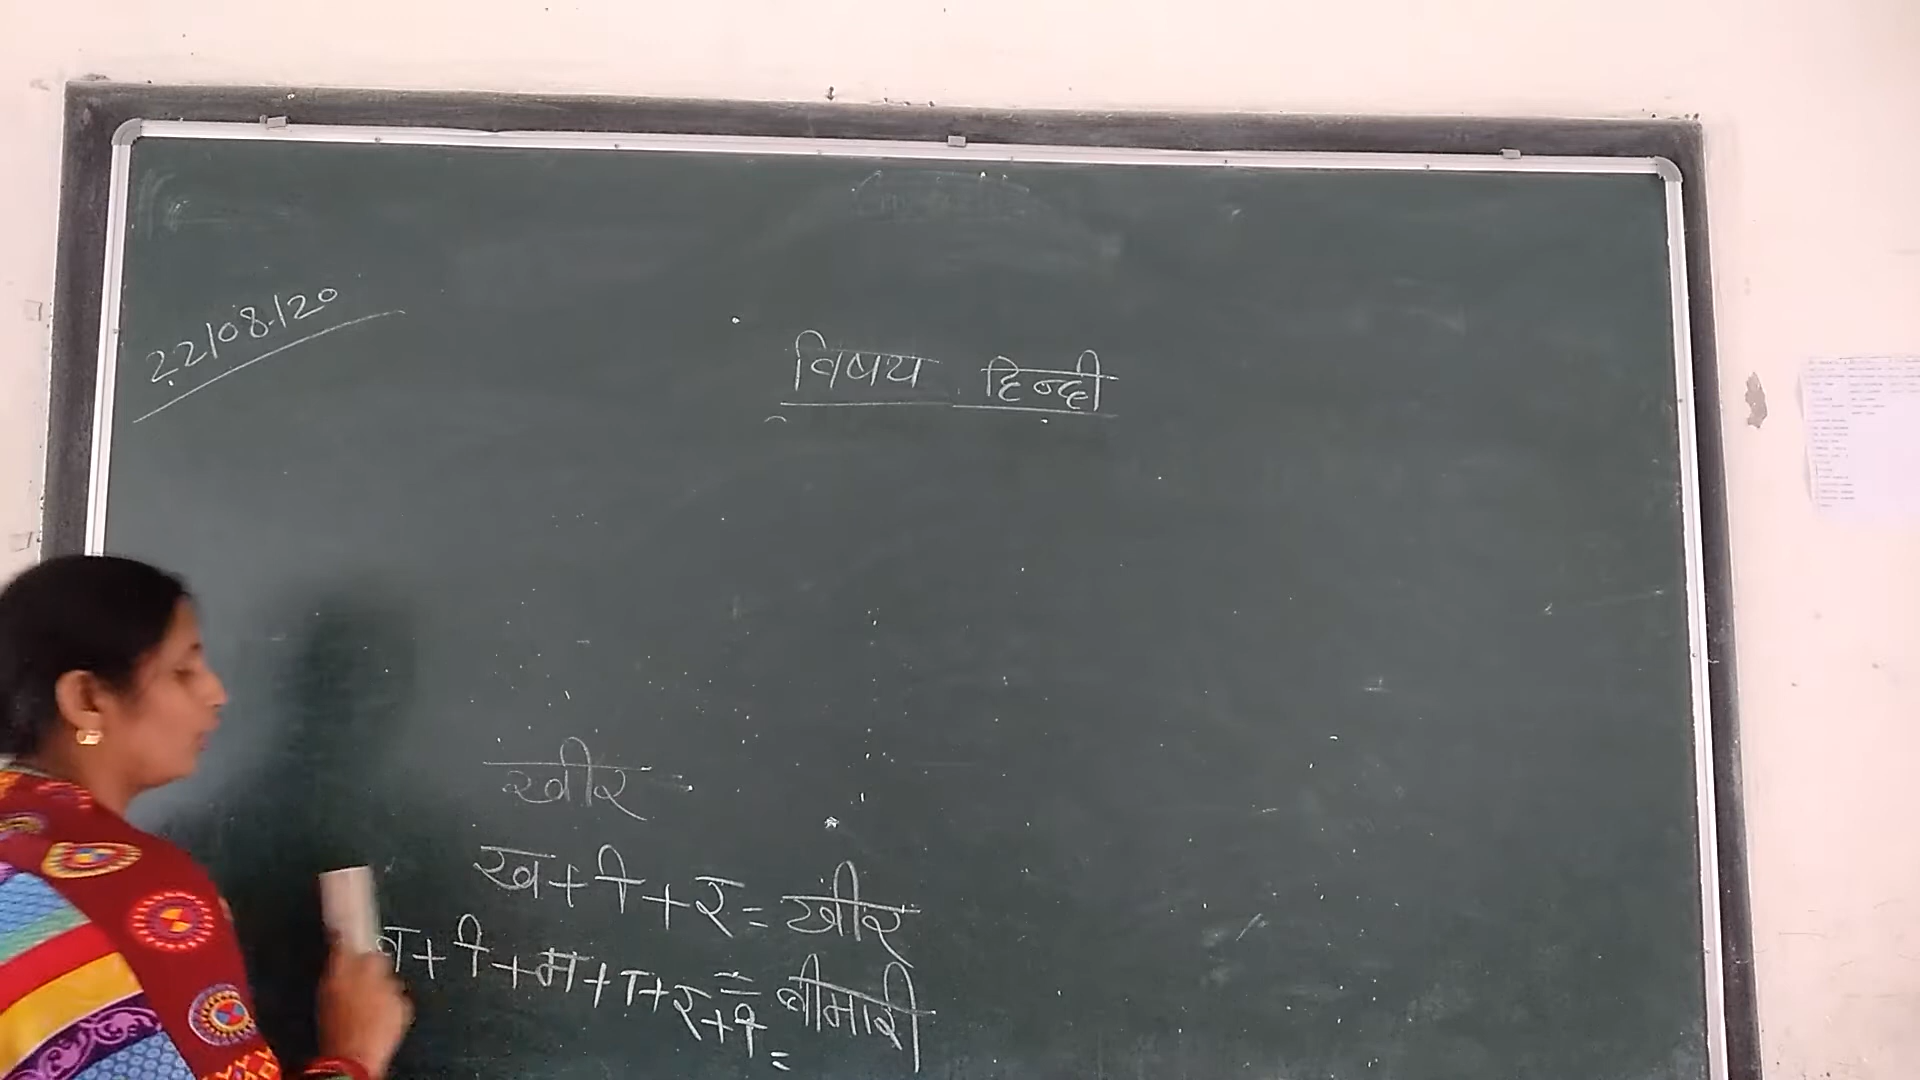 22/08/20
विषय हिन्दी
खीर =
ख + ी + र = खीर
ब + ी + म + ा + र + ी = बीमारी
=